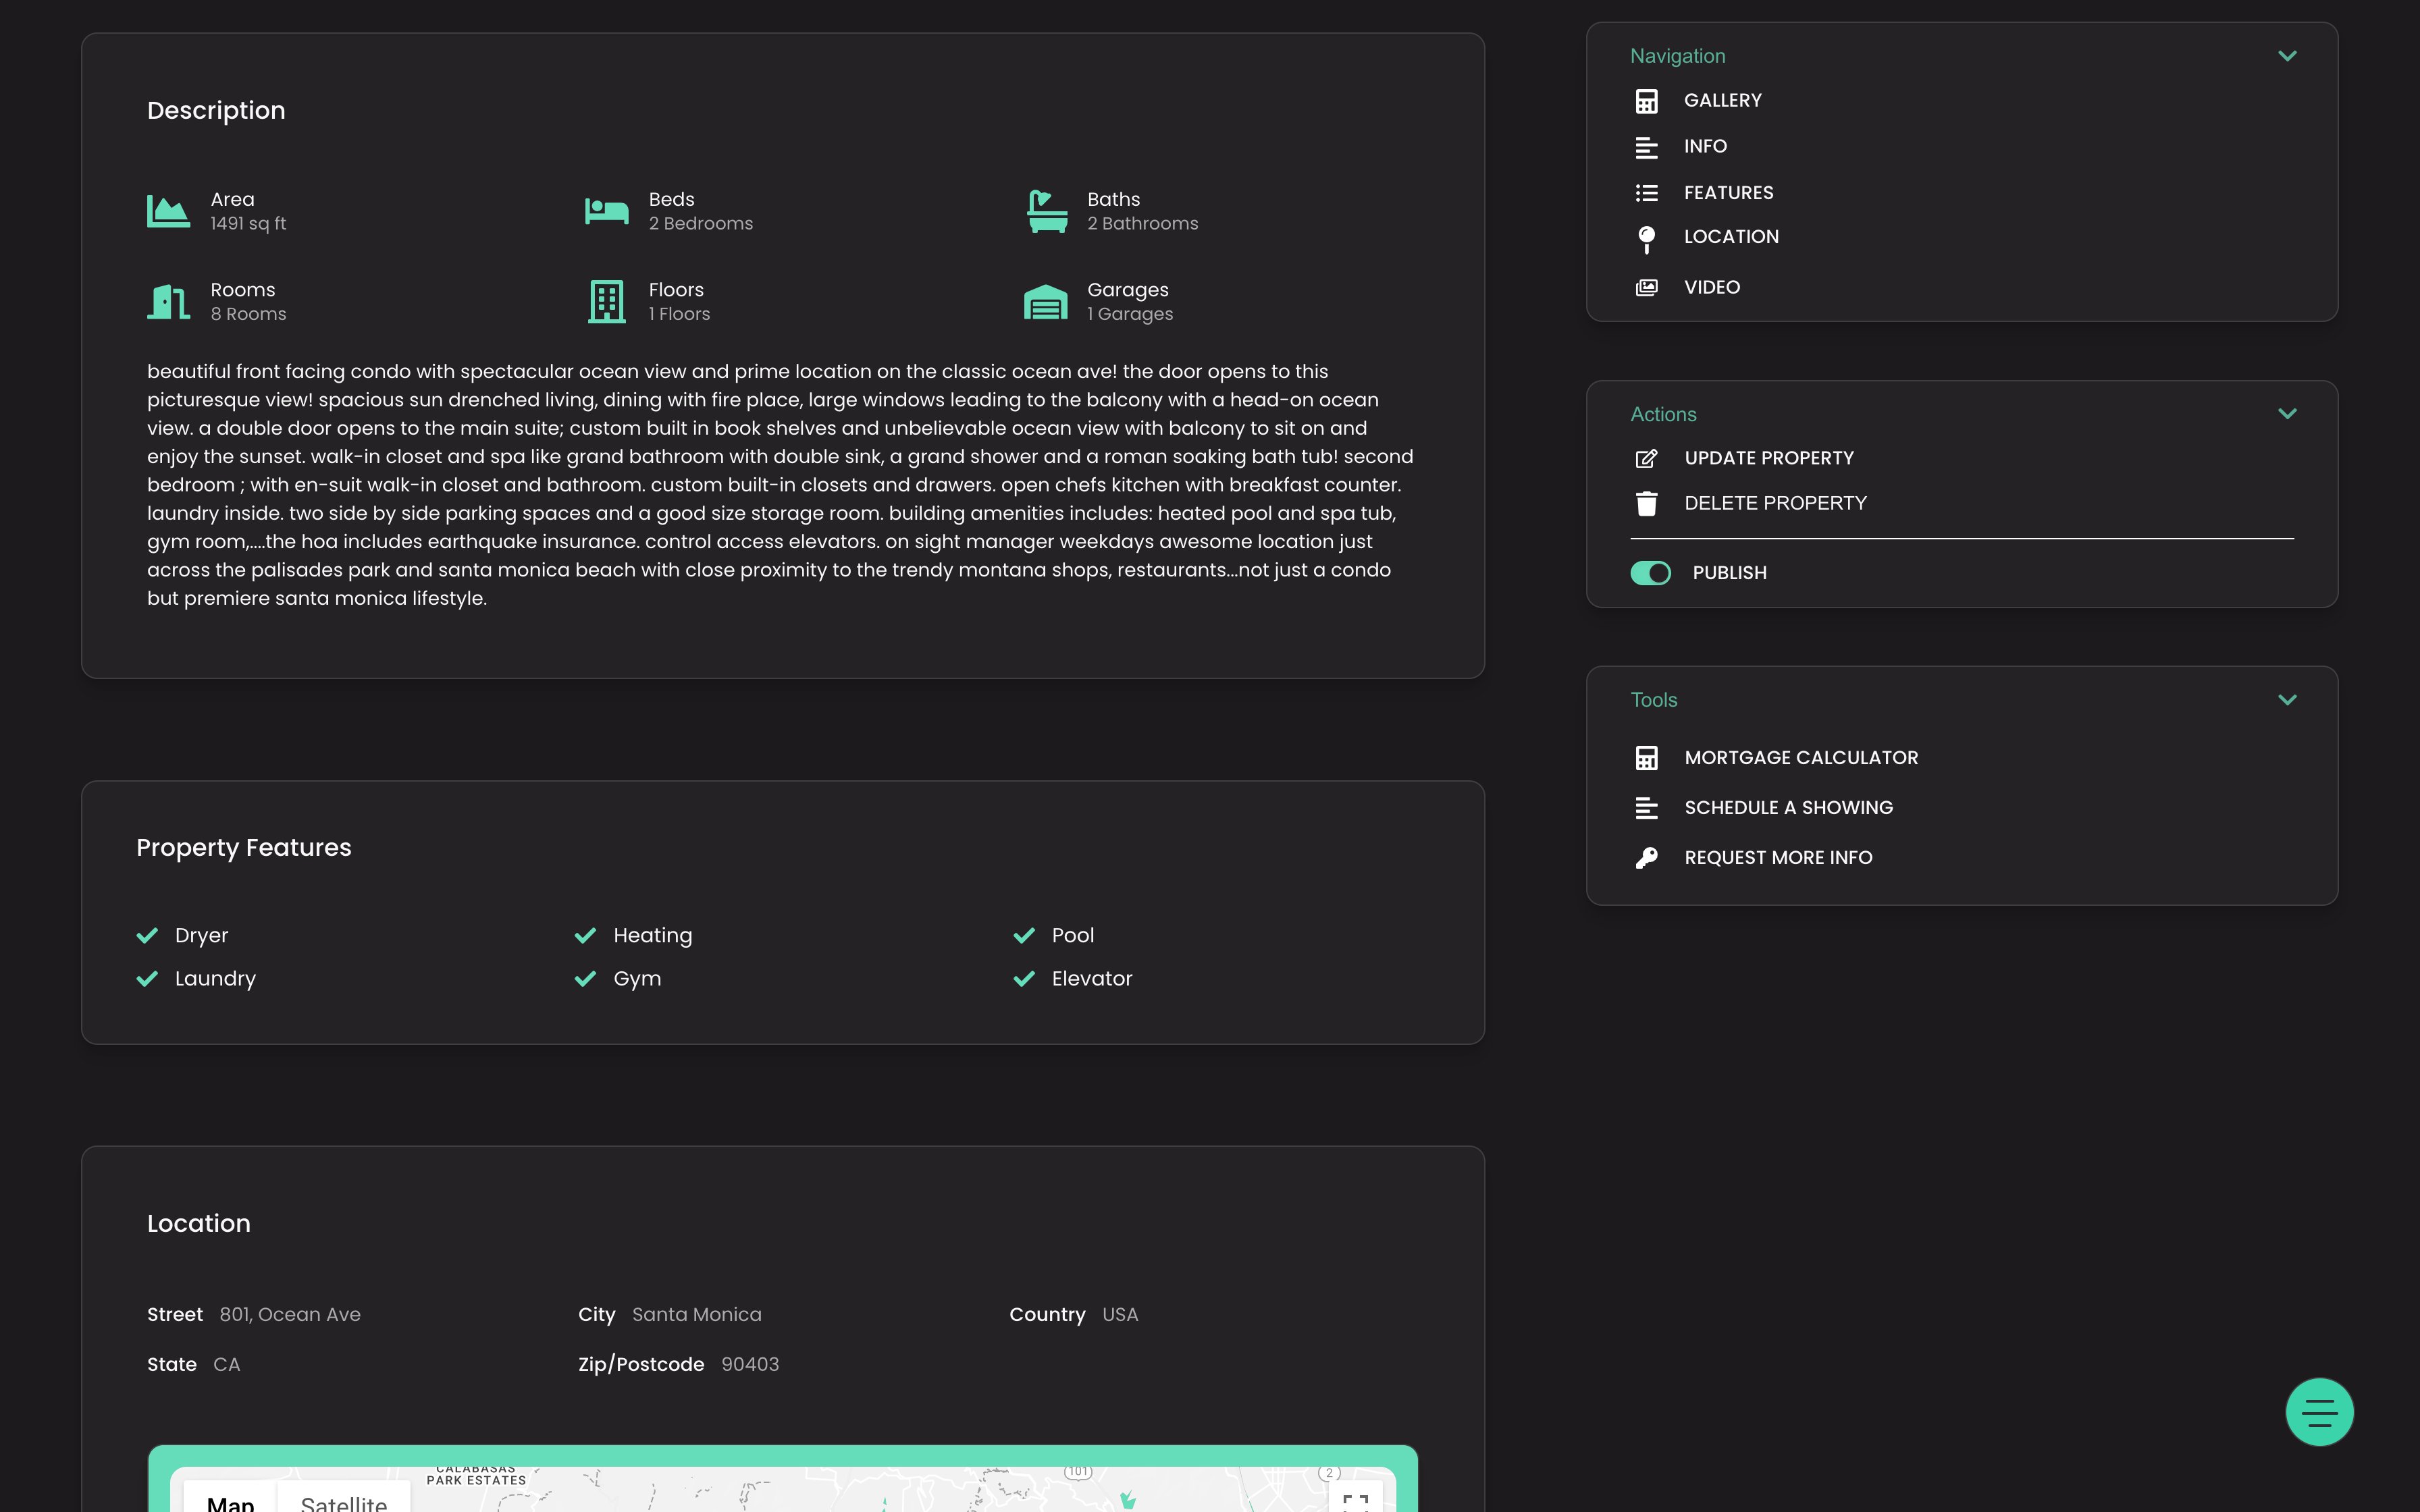 Description
Area
1491 sq ft
Beds
2 Bedrooms
Baths
2 Bathrooms
Rooms
8 Rooms
Floors
1 Floors
Garages
1 Garages
beautiful front facing condo with spectacular ocean view and prime location on the classic ocean ave! the door opens to this
picturesque view! spacious sun drenched living, dining with fire place, large windows leading to the balcony with a head-on ocean
view. a double door opens to the main suite; custom built in book shelves and unbelievable ocean view with balcony to sit on and
enjoy the sunset. walk-in closet and spa like grand bathroom with double sink, a grand shower and a roman soaking bath tub! second
bedroom ; with en-suit walk-in closet and bathroom. custom built-in closets and drawers. open chefs kitchen with breakfast counter.
laundry inside. two side by side parking spaces and a good size storage room. building amenities includes: heated pool and spa tub,
gym room,....the hoa includes earthquake insurance. control access elevators. on sight manager weekdays awesome location just
across the palisades park and santa monica beach with close proximity to the trendy montana shops, restaurants...not just a condo
but premiere santa monica lifestyle.
Property Features
Dryer
Heating
Pool
Laundry
Gym
Elevator
Location
Street 801, Ocean Ave
City Santa Monica
Country USA
State CA
Zip/Postcode 90403
CALABASAS
PARK ESTATES
101
2
Map
Satellite
Navigation
GALLERY
INFO
FEATURES
LOCATION
VIDEO
Actions
UPDATE PROPERTY
DELETE PROPERTY
PUBLISH
Tools
MORTGAGE CALCULATOR
SCHEDULE A SHOWING
REQUEST MORE INFO